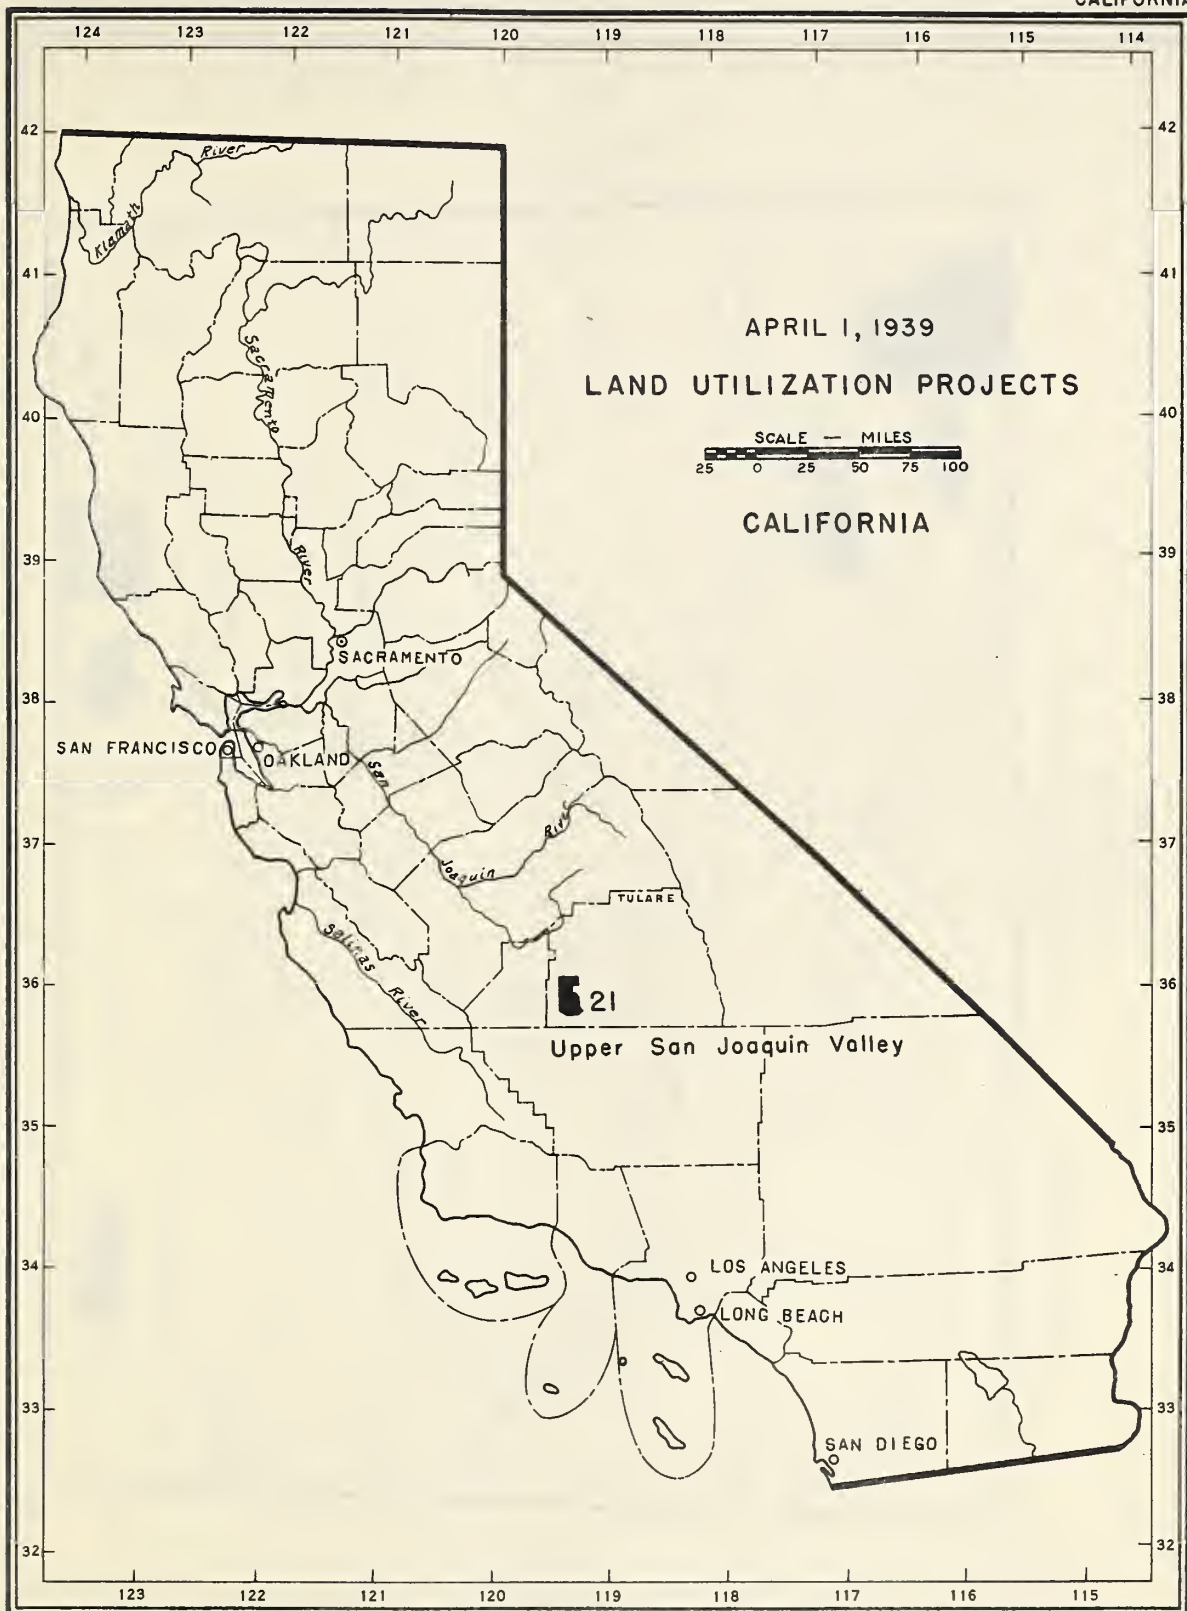 CALIFORNIA
124 123 122 121 120 119 118 117 116 115 114
42 42
River
Klamath
41 41
APRIL 1, 1939
Sacramento
LAND UTILIZATION PROJECTS
40 40
SCALE — MILES
25 0 25 50 75 100
CALIFORNIA
39 39
River
SACRAMENTO
38 38
SAN FRANCISCO
OAKLAND
San
River
37 37
Joaquin
TULARE
Salinas
36 36
River
21
Upper San Joaquin Valley
35 35
34 34
LOS ANGELES
LONG BEACH
33 33
SAN DIEGO
32 32
123 122 121 120 119 118 117 116 115